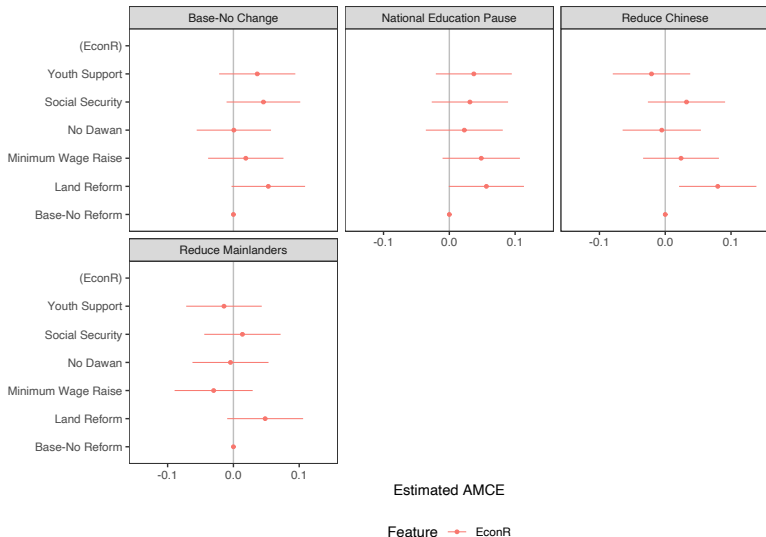 Base-No Change
National Education Pause
Reduce Chinese
(EconR)
Youth Support
Social Security
No Dawan
Minimum Wage Raise
Land Reform
Base-No Reform
-0.1 0.0 0.1
-0.1 0.0 0.1
Reduce Mainlanders
(EconR)
Youth Support
Social Security
No Dawan
Minimum Wage Raise
Land Reform
Base-No Reform
-0.1 0.0 0.1
Estimated AMCE
Feature EconR